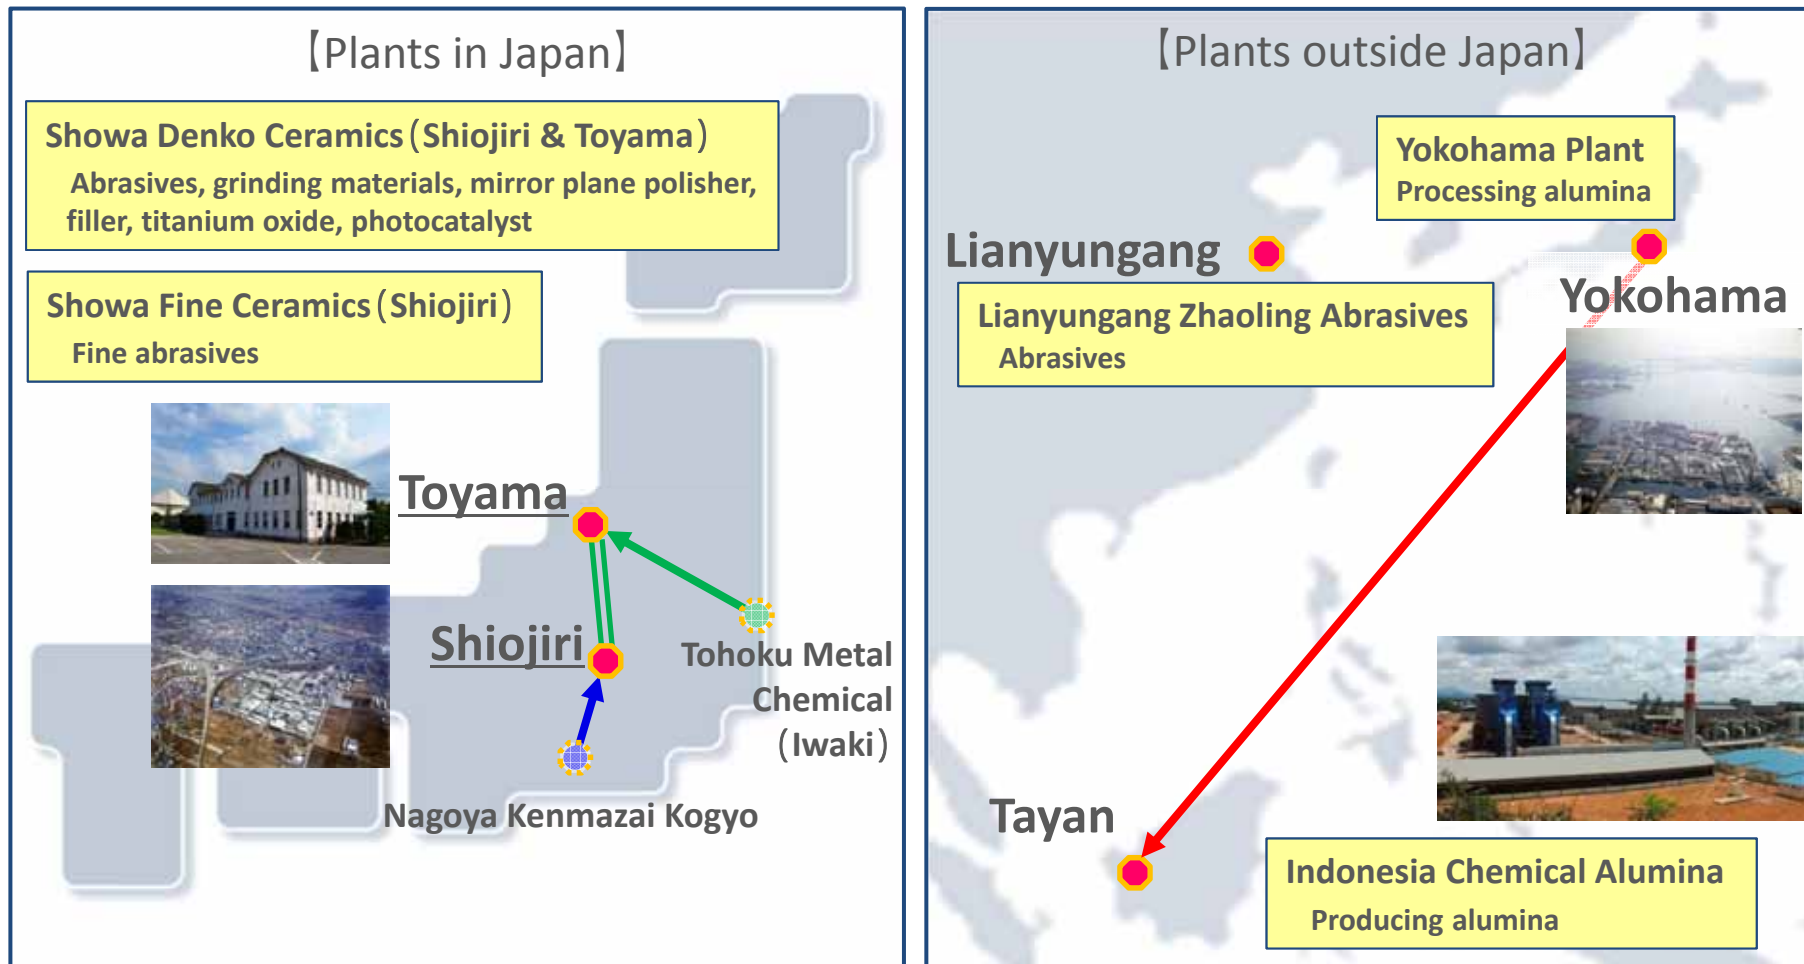 【Plants in Japan】
Showa Denko Ceramics（Shiojiri & Toyama）
Abrasives, grinding materials, mirror plane polisher,
filler, titanium oxide, photocatalyst
Showa Fine Ceramics（Shiojiri）
Fine abrasives
Toyama
Shiojiri
Tohoku Metal
Chemical
（Iwaki）
Nagoya Kenmazai Kogyo
【Plants outside Japan】
Yokohama Plant
Processing alumina
Lianyungang
Yokohama
Lianyungang Zhaoling Abrasives
Abrasives
Tayan
Indonesia Chemical Alumina
Producing alumina